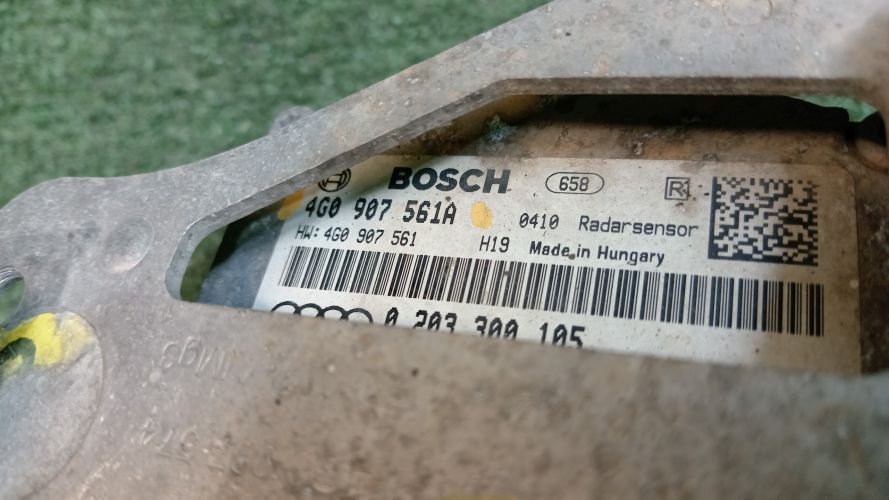 BOSCH 658 R1
4G0 907 561A 0410 Radarsensor
HW: 4G0 907 561 H19 Made in Hungary
0 203 300 105